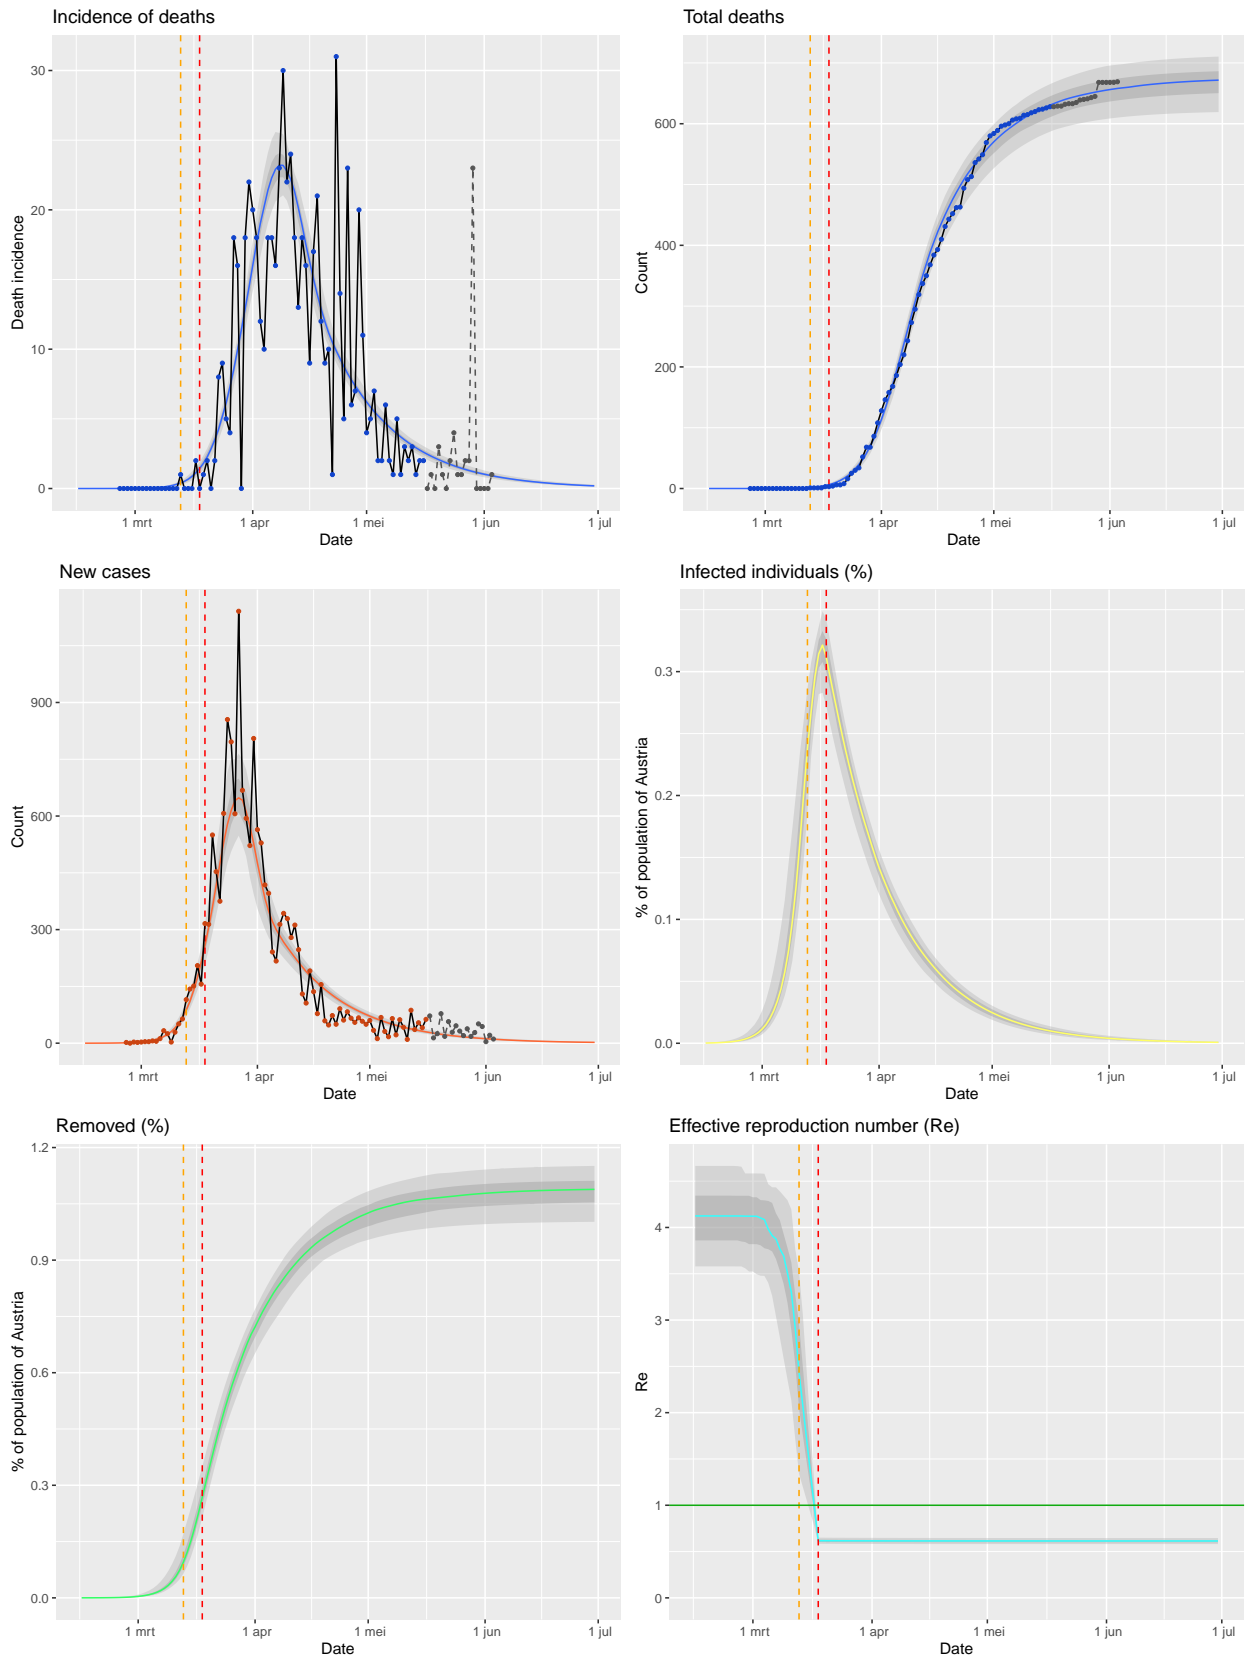 Incidence of deaths
Death incidence
30
20
10
0
1 mrt 1 apr 1 mei 1 jun 1 jul
Date
Total deaths
Count
600
400
200
0
1 mrt 1 apr 1 mei 1 jun 1 jul
Date
New cases
Count
900
600
300
0
1 mrt 1 apr 1 mei 1 jun 1 jul
Date
Infected individuals (%)
% of population of Austria
0.3
0.2
0.1
0.0
1 mrt 1 apr 1 mei 1 jun 1 jul
Date
Removed (%)
% of population of Austria
1.2
0.9
0.6
0.3
0.0
1 mrt 1 apr 1 mei 1 jun 1 jul
Date
Effective reproduction number (Re)
Re
4
3
2
1
0
1 mrt 1 apr 1 mei 1 jun 1 jul
Date